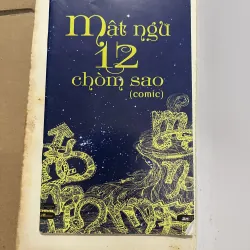 Mật ngữ
12
chòm sao
(comic)